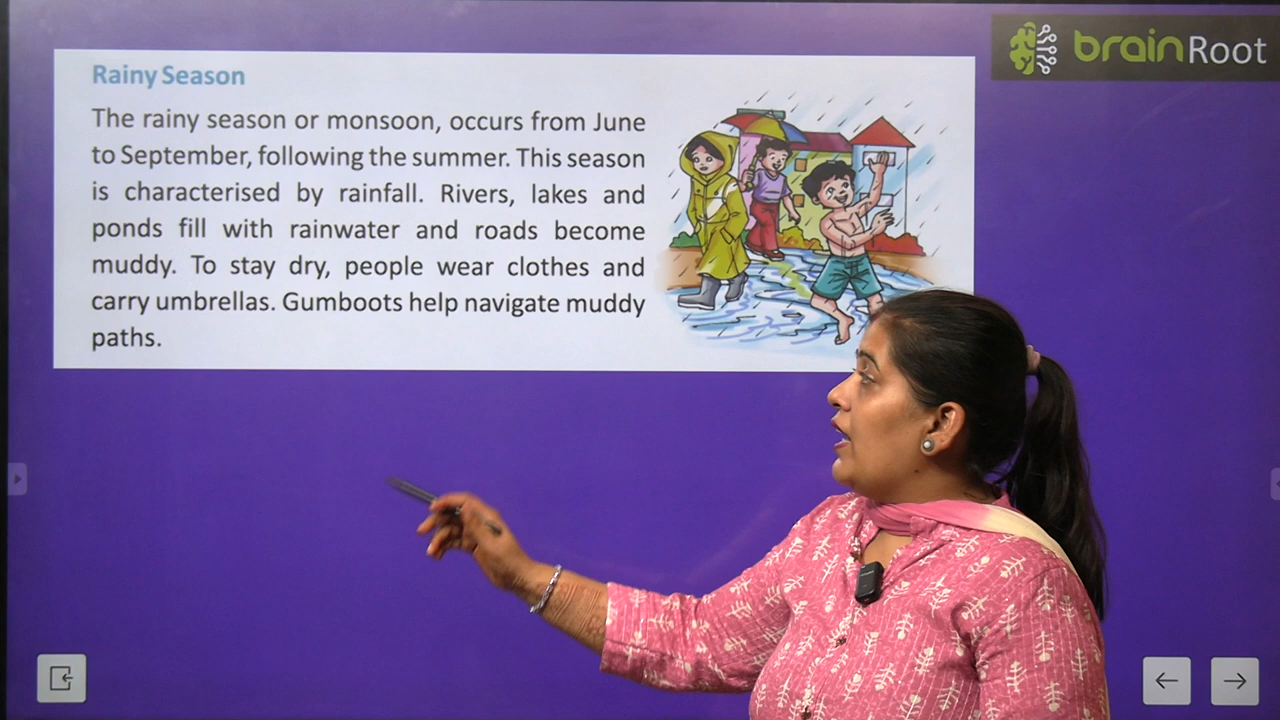 brainRoot
Rainy Season
The rainy season or monsoon, occurs from June
to September, following the summer. This season
is characterised by rainfall. Rivers, lakes and
ponds fill with rainwater and roads become
muddy. To stay dry, people wear clothes and
carry umbrellas. Gumboots help navigate muddy
paths.